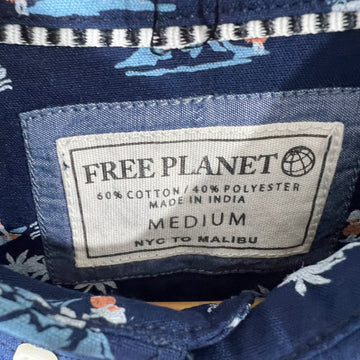 FREE PLANET
60% COTTON / 40% POLYESTER
MADE IN INDIA
MEDIUM
NYC TO MALIBU